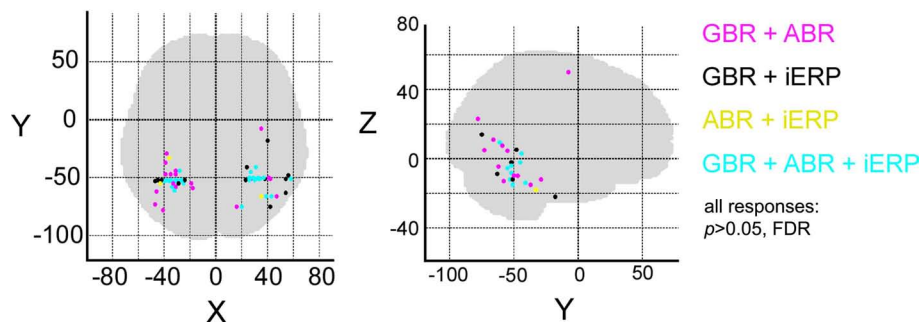 Y
50
0
-50
-100
-80
-40
0
40
80
X
Z
80
40
0
-40
-100
-50
0
50
Y
GBR + ABR
GBR + iERP
ABR + iERP
GBR + ABR + iERP
all responses:
p>0.05, FDR